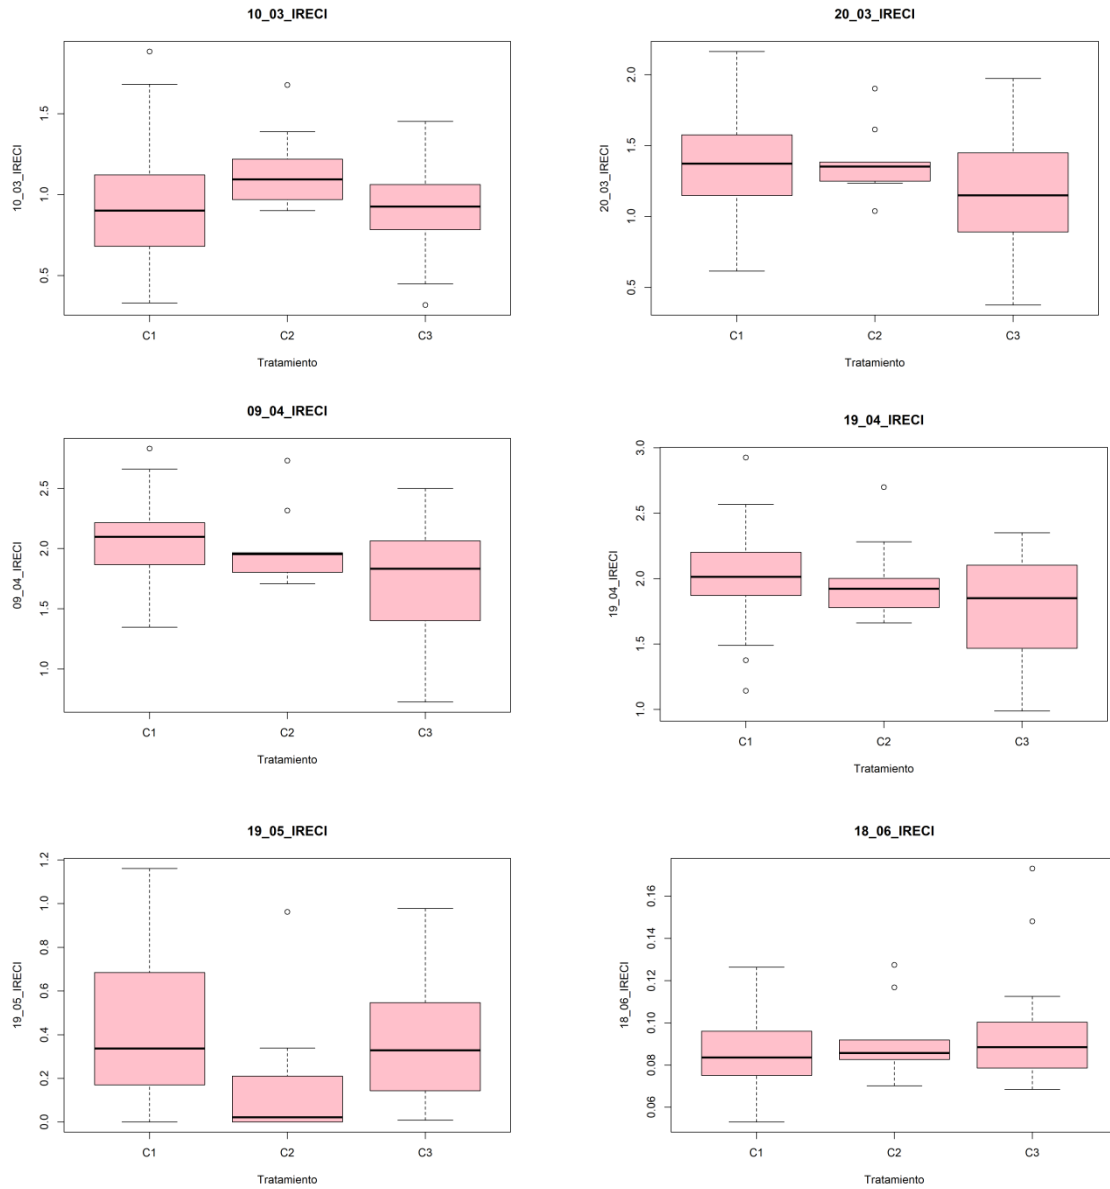 10_03_IRECI
10_03_IRECI
1.5
1.0
0.5
C1 C2 C3
Tratamiento
20_03_IRECI
20_03_IRECI
2.0
1.5
1.0
0.5
C1 C2 C3
Tratamiento
09_04_IRECI
09_04_IRECI
2.5
2.0
1.5
1.0
C1 C2 C3
Tratamiento
19_04_IRECI
19_04_IRECI
3.0
2.5
2.0
1.5
1.0
C1 C2 C3
Tratamiento
19_05_IRECI
19_05_IRECI
1.2
1.0
0.8
0.6
0.4
0.2
0.0
C1 C2 C3
Tratamiento
18_06_IRECI
18_06_IRECI
0.16
0.14
0.12
0.10
0.08
0.06
C1 C2 C3
Tratamiento